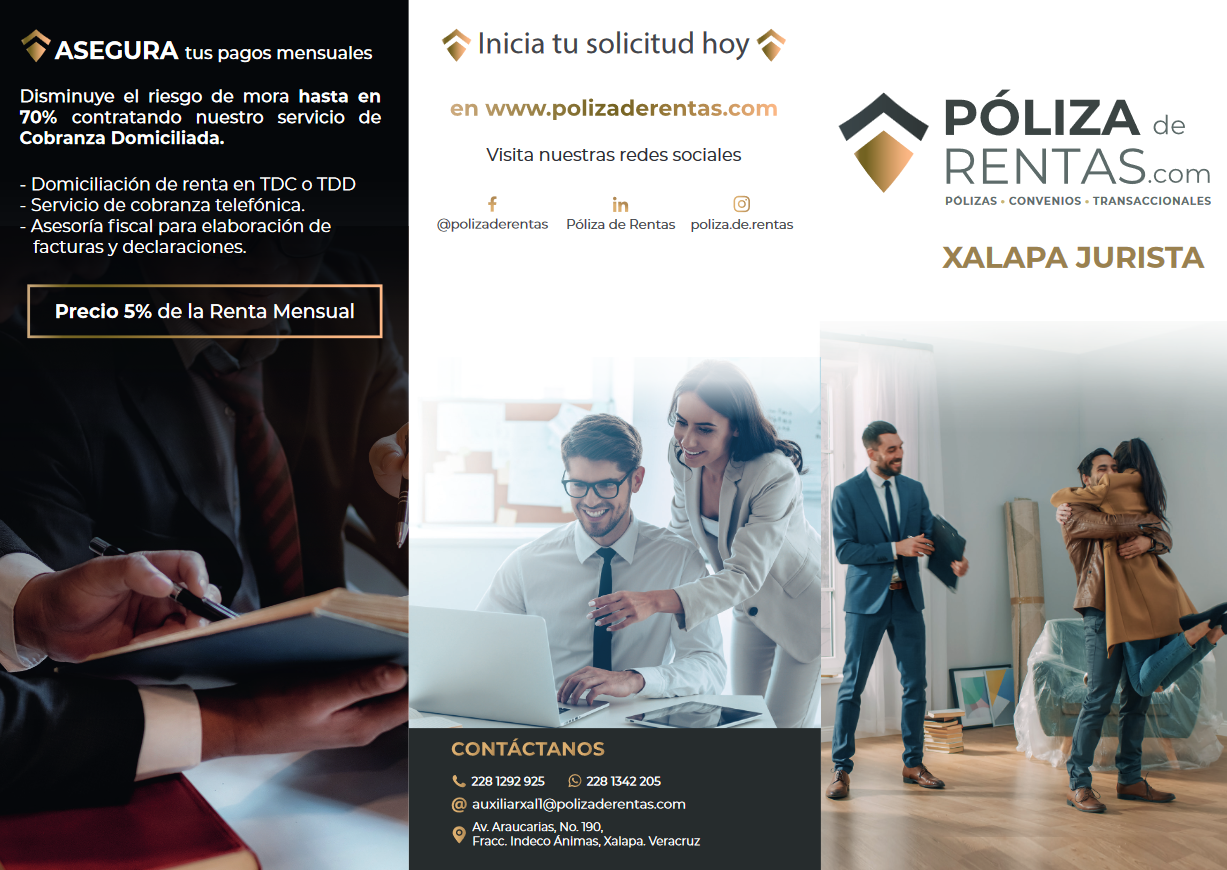 ASEGURA tus pagos mensuales
Disminuye el riesgo de mora hasta en
70% contratando nuestro servicio de
Cobranza Domiciliada.
- Domiciliación de renta en TDC o TDD
- Servicio de cobranza telefónica.
- Asesoría fiscal para elaboración de
facturas y declaraciones.
Precio 5% de la Renta Mensual
Inicia tu solicitud hoy
en www.polizaderentas.com
Visita nuestras redes sociales
@polizaderentas
Póliza de Rentas
poliza.de.rentas
CONTÁCTANOS
228 1292 925 228 1342 205
auxiliarxal1@polizaderentas.com
Av. Araucarias, No. 190,
Fracc. Indeco Ánimas, Xalapa. Veracruz
PÓLIZA de
RENTAS.com
PÓLIZAS • CONVENIOS • TRANSACCIONALES
XALAPA JURISTA